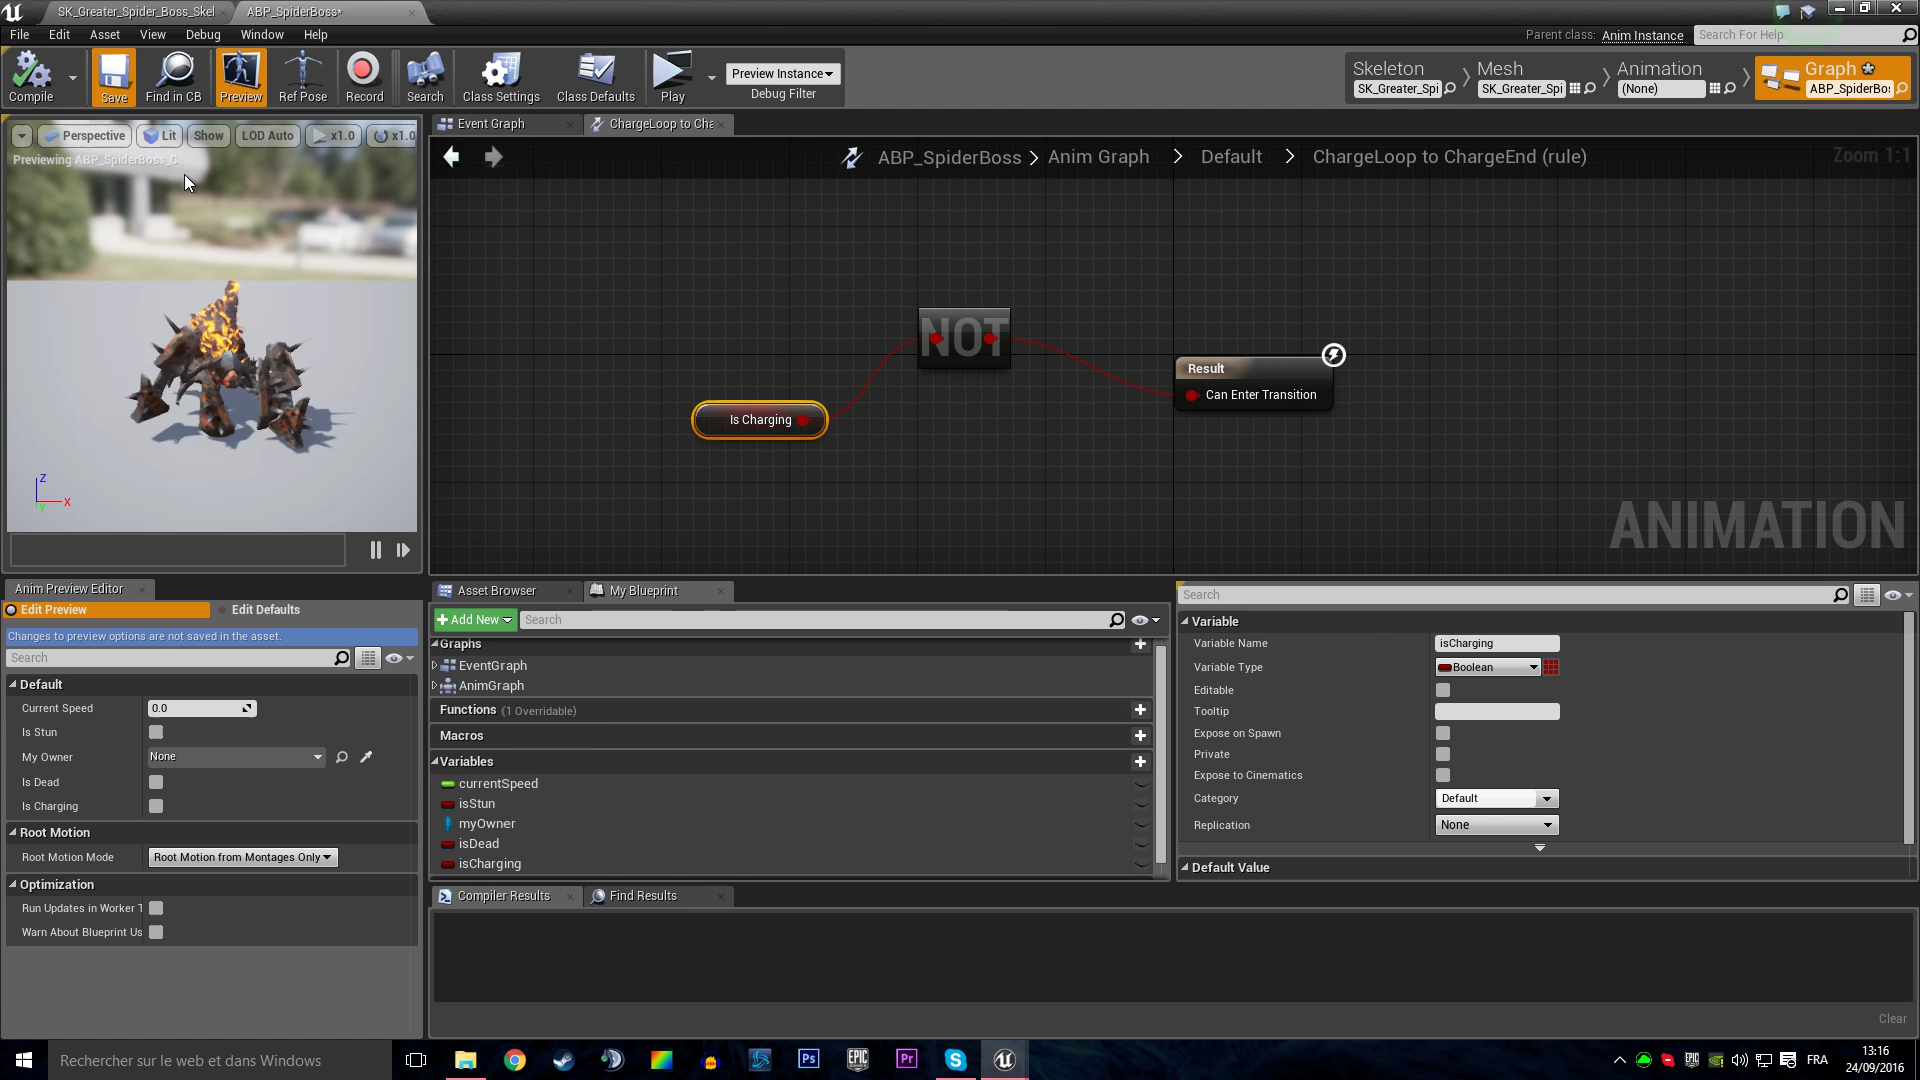 SK_Greater_Spider_Boss_Skel
ABP_SpiderBoss*
File Edit Asset View Debug Window Help
Parent class: Anim Instance
Search For Help
Compile
Save
Find in CB
Preview
Ref Pose
Record
Search
Class Settings
Class Defaults
Play
Preview Instance
Debug Filter
Skeleton
SK_Greater_Spi
Mesh
SK_Greater_Spi
Animation
(None)
Graph
ABP_SpiderBos
Perspective
Lit
Show
LOD Auto
x1.0
x1.0
Previewing ABP_SpiderBoss_C
Z
X
Y
Event Graph
ChargeLoop to Cha
ABP_SpiderBoss > Anim Graph > Default > ChargeLoop to ChargeEnd (rule)
Zoom 1:1
NOT
Is Charging
Result
Can Enter Transition
ANIMATION
Anim Preview Editor
Edit Preview
Edit Defaults
Changes to preview options are not saved in the asset.
Search
Default
Current Speed
0.0
Is Stun
My Owner
None
Is Dead
Is Charging
Root Motion
Root Motion Mode
Root Motion from Montages Only
Optimization
Run Updates in Worker T
Warn About Blueprint Us
Asset Browser
My Blueprint
Add New
Search
Graphs
EventGraph
AnimGraph
Functions (1 Overridable)
Macros
Variables
currentSpeed
isStun
myOwner
isDead
isCharging
Search
Variable
Variable Name
isCharging
Variable Type
Boolean
Editable
Tooltip
Expose on Spawn
Private
Expose to Cinematics
Category
Default
Replication
None
Default Value
Compiler Results
Find Results
Clear
Rechercher sur le web et dans Windows
Ps
EPIC
Pr
EPIC
FRA
13:16
24/09/2016